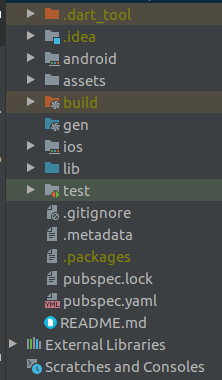 .dart_tool
.idea
android
assets
build
gen
ios
lib
test
.gitignore
.metadata
.packages
pubspec.lock
pubspec.yaml
README.md
External Libraries
Scratches and Consoles